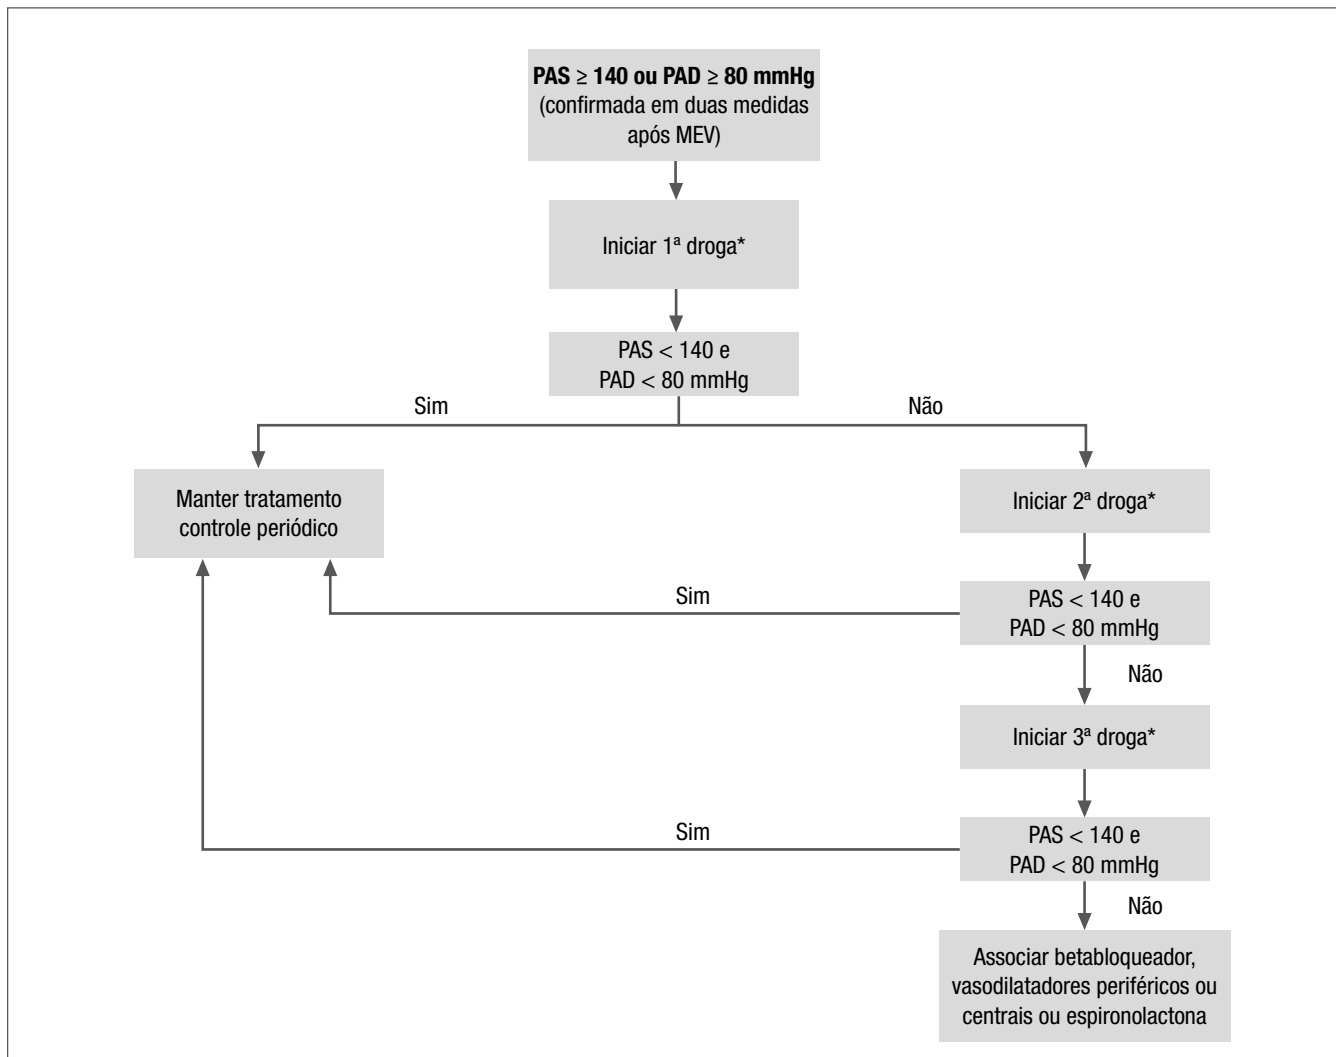 PAS ≥ 140 ou PAD ≥ 80 mmHg
(confirmada em duas medidas
após MEV)
Iniciar 1ª droga*
PAS < 140 e
PAD < 80 mmHg
Sim
Não
Manter tratamento
controle periódico
Iniciar 2ª droga*
Sim
PAS < 140 e
PAD < 80 mmHg
Não
Iniciar 3ª droga*
Sim
PAS < 140 e
PAD < 80 mmHg
Não
Associar betabloqueador,
vasodilatadores periféricos ou
centrais ou espironolactona